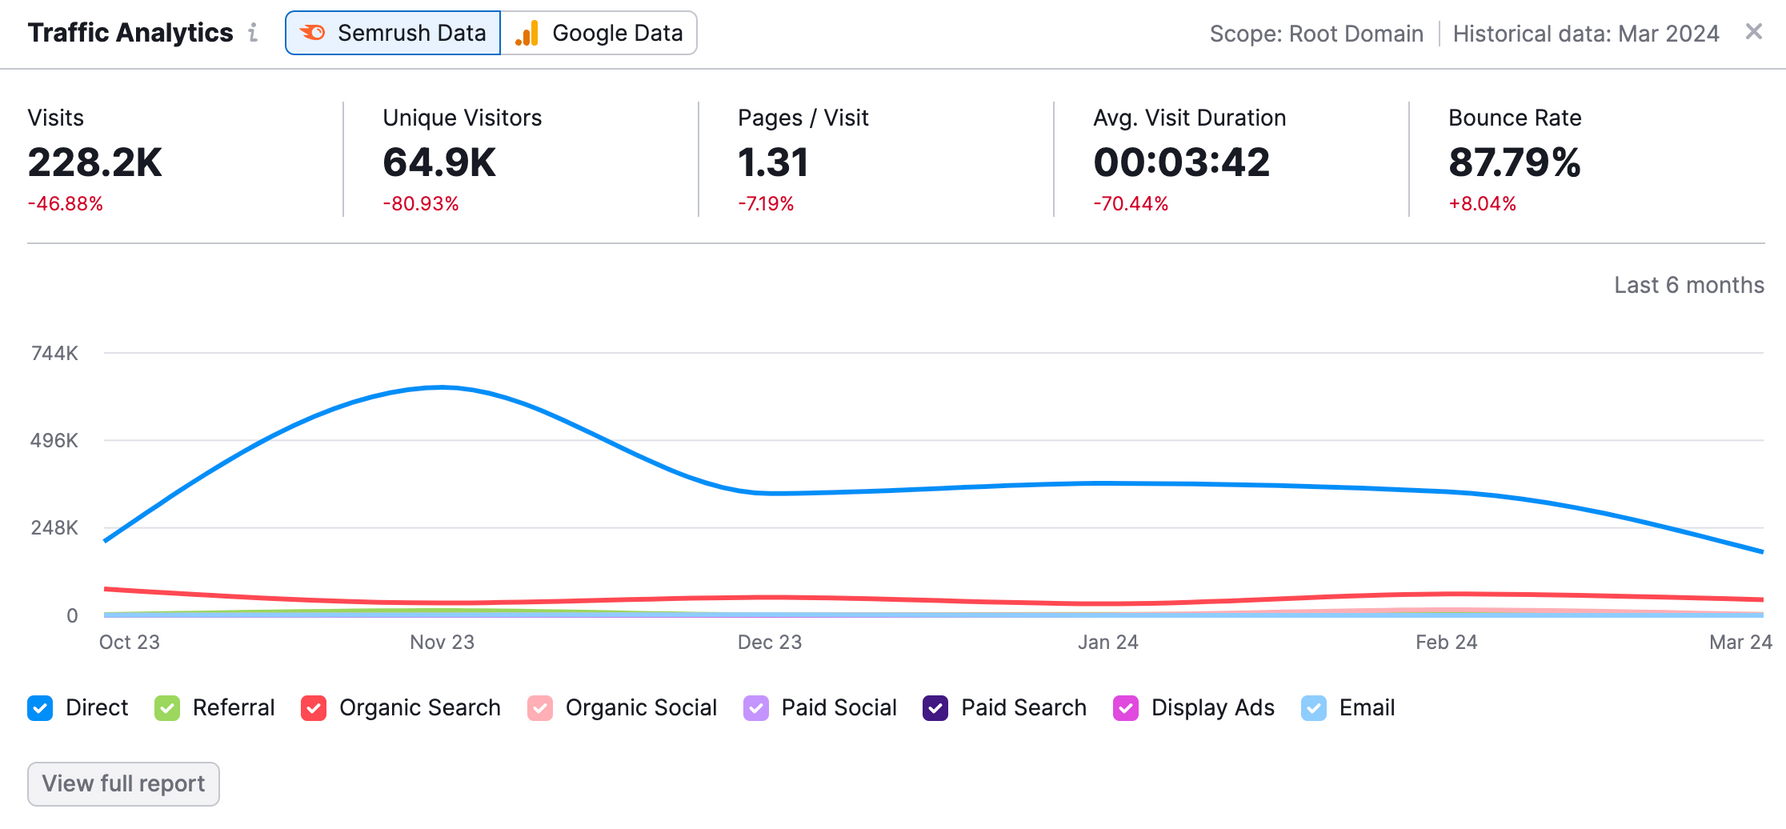 Traffic Analytics i Semrush Data Google Data Scope: Root Domain Historical data: Mar 2024
Visits Unique Visitors Pages / Visit Avg. Visit Duration Bounce Rate
228.2K 64.9K 1.31 00:03:42 87.79%
-46.88% -80.93% -7.19% -70.44% +8.04%
Last 6 months
744K
496K
248K
0
Oct 23 Nov 23 Dec 23 Jan 24 Feb 24 Mar 24
Direct Referral Organic Search Organic Social Paid Social Paid Search Display Ads Email
View full report